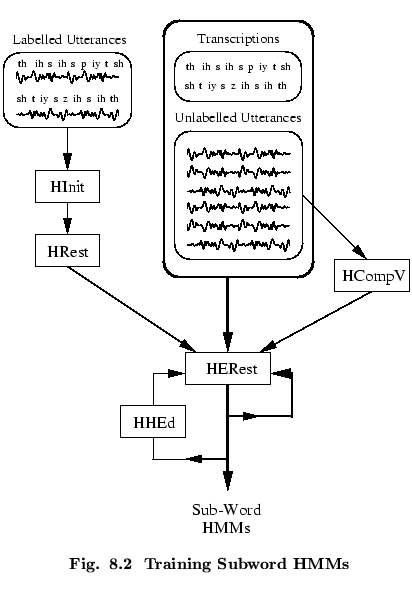 Labelled Utterances
th ih s ih s p iy t sh
sh t iy s z ih s ih th
Transcriptions
th ih s ih s p iy t sh
sh t iy s z ih s ih th
Unlabelled Utterances
HInit
HRest
HCompV
HERest
HHEd
Sub-Word
HMMs
Fig. 8.2 Training Subword HMMs